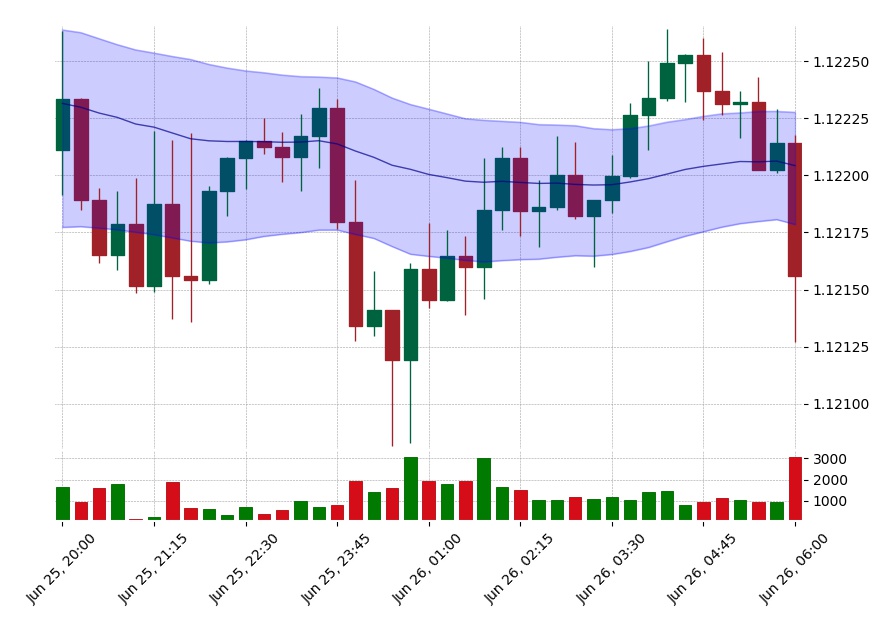 1.12250
1.12225
1.12200
1.12175
1.12150
1.12125
1.12100
3000
2000
1000
Jun 25, 20:00
Jun 25, 21:15
Jun 25, 22:30
Jun 25, 23:45
Jun 26, 01:00
Jun 26, 02:15
Jun 26, 03:30
Jun 26, 04:45
Jun 26, 06:00